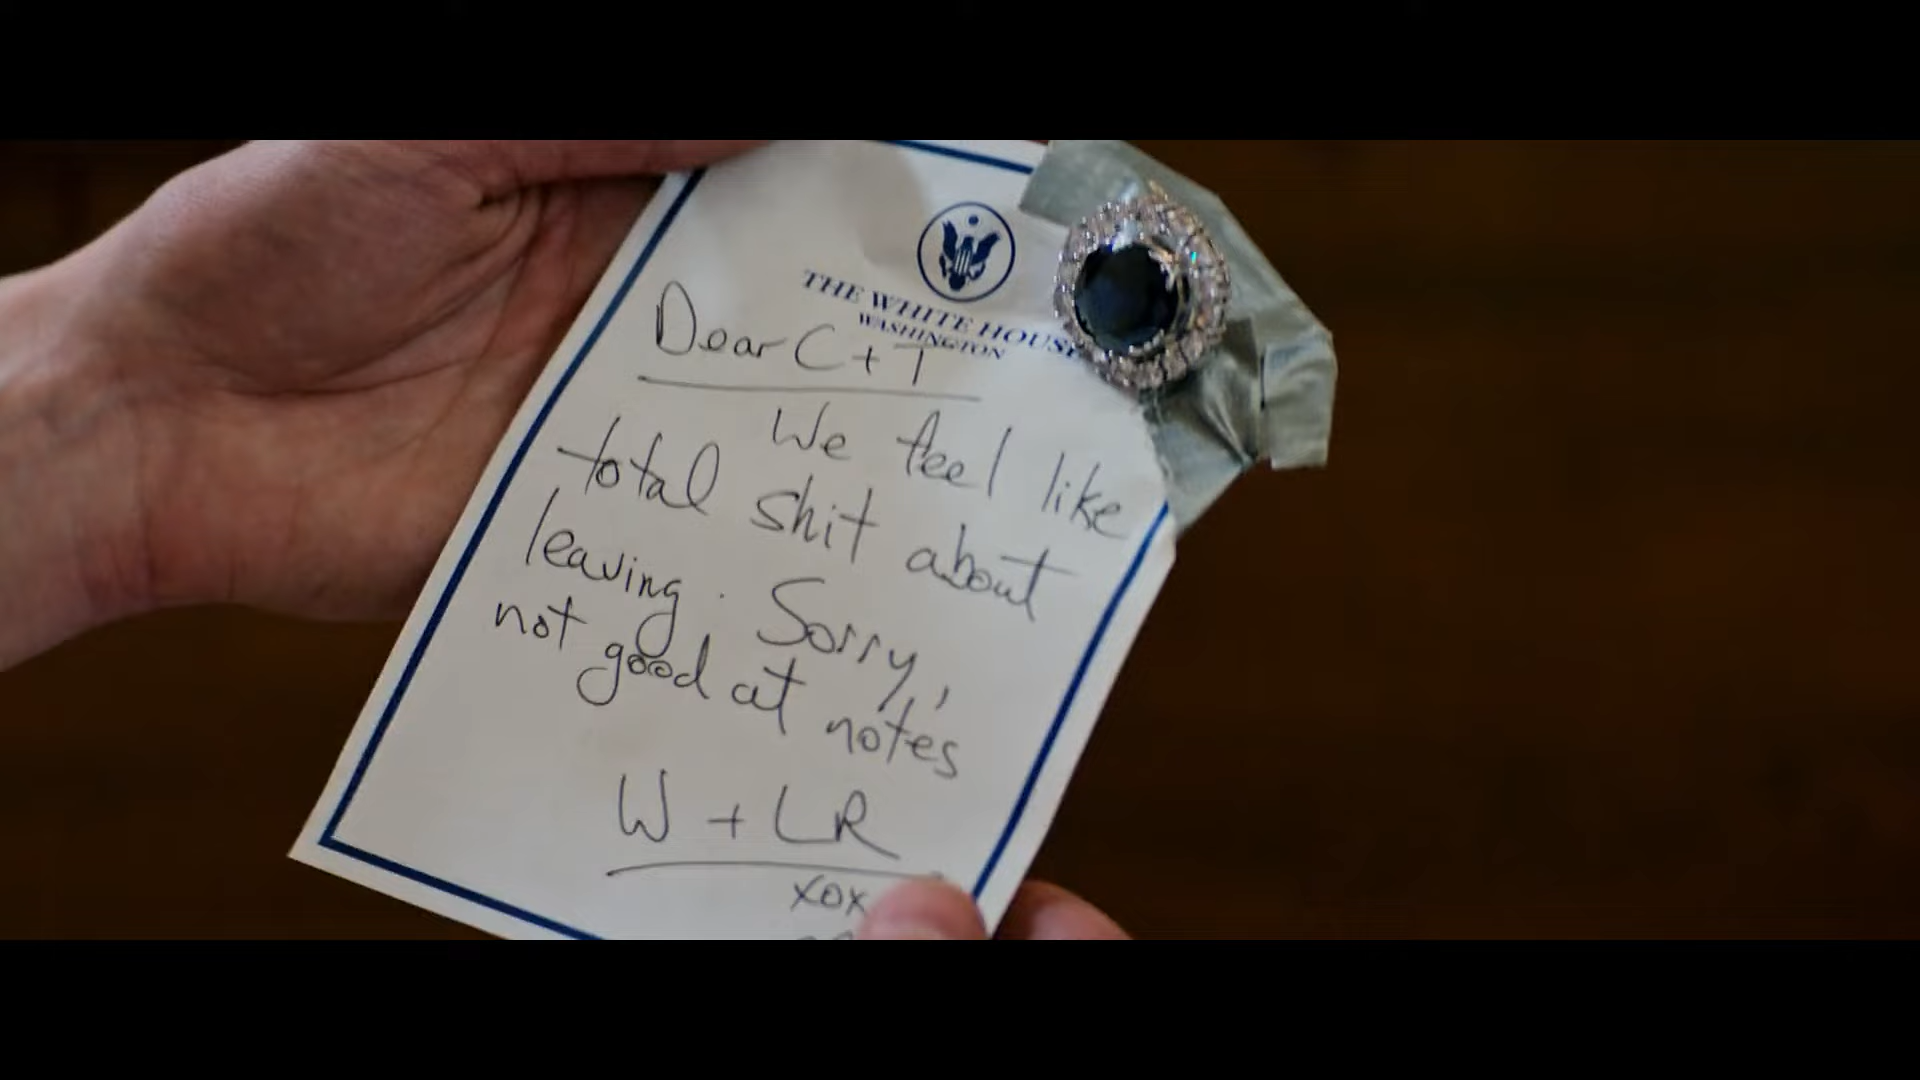 THE WHITE HOUSE
WASHINGTON
Dear C + T
We feel like
total shit about
leaving. Sorry,
not good at notes
W + LR
xox